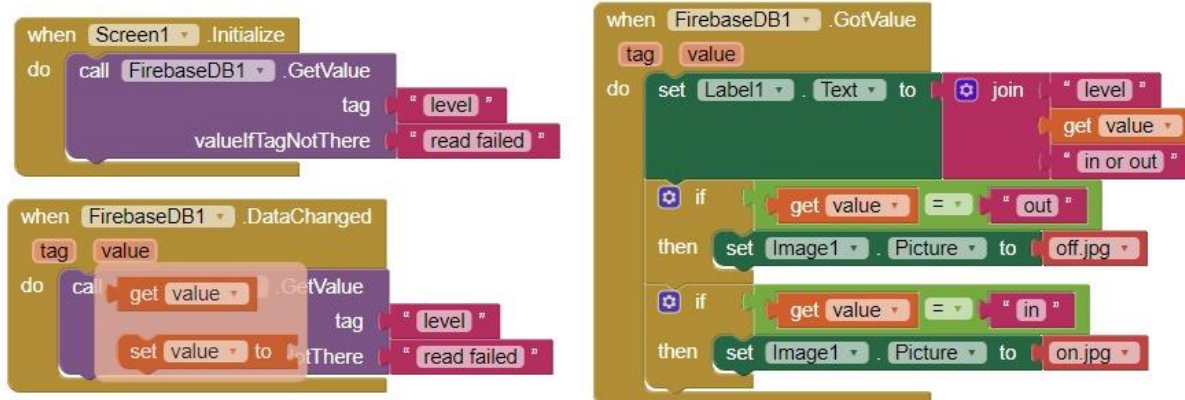 when Screen1 .Initialize
do call FirebaseDB1 .GetValue
tag " level "
valueIfTagNotThere " read failed "
when FirebaseDB1 .DataChanged
tag value
do call .GetValue
get value
tag " level "
set value to
" read failed "
when FirebaseDB1 .GotValue
tag value
do set Label1 . Text to join " level "
get value
" in or out "
if get value = " out "
then set Image1 . Picture to off.jpg
if get value = " in "
then set Image1 . Picture to on.jpg